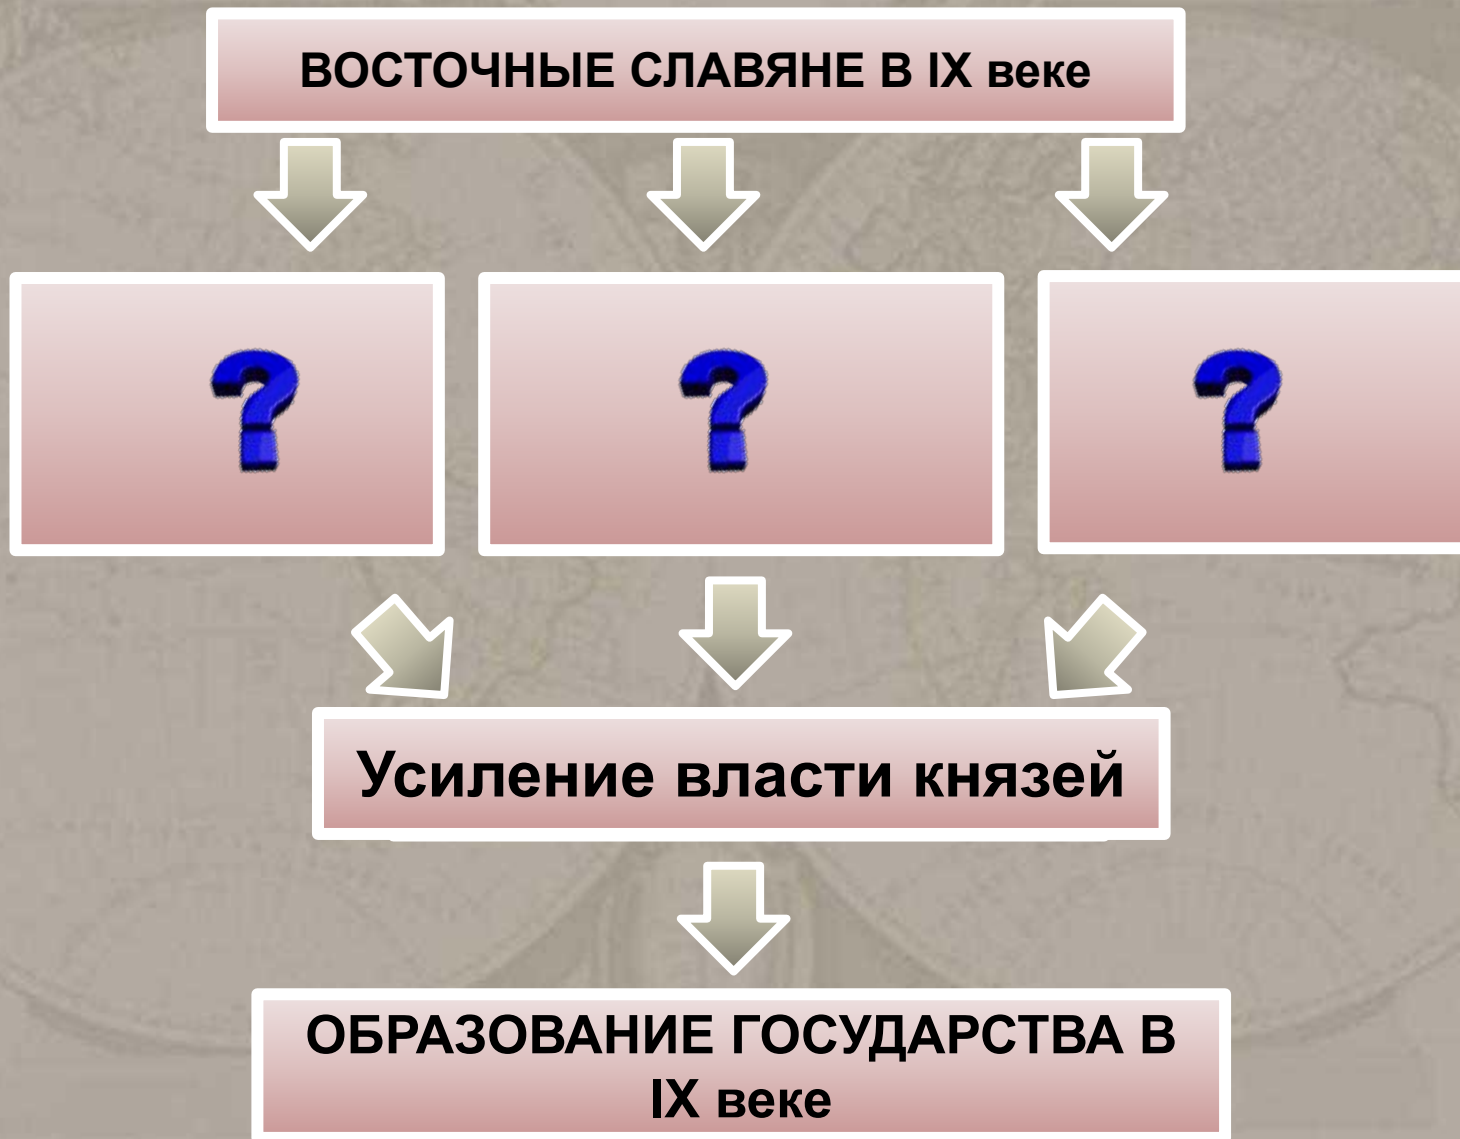 ВОСТОЧНЫЕ СЛАВЯНЕ В IX веке
?
?
?
Усиление власти князей
ОБРАЗОВАНИЕ ГОСУДАРСТВА В
IX веке